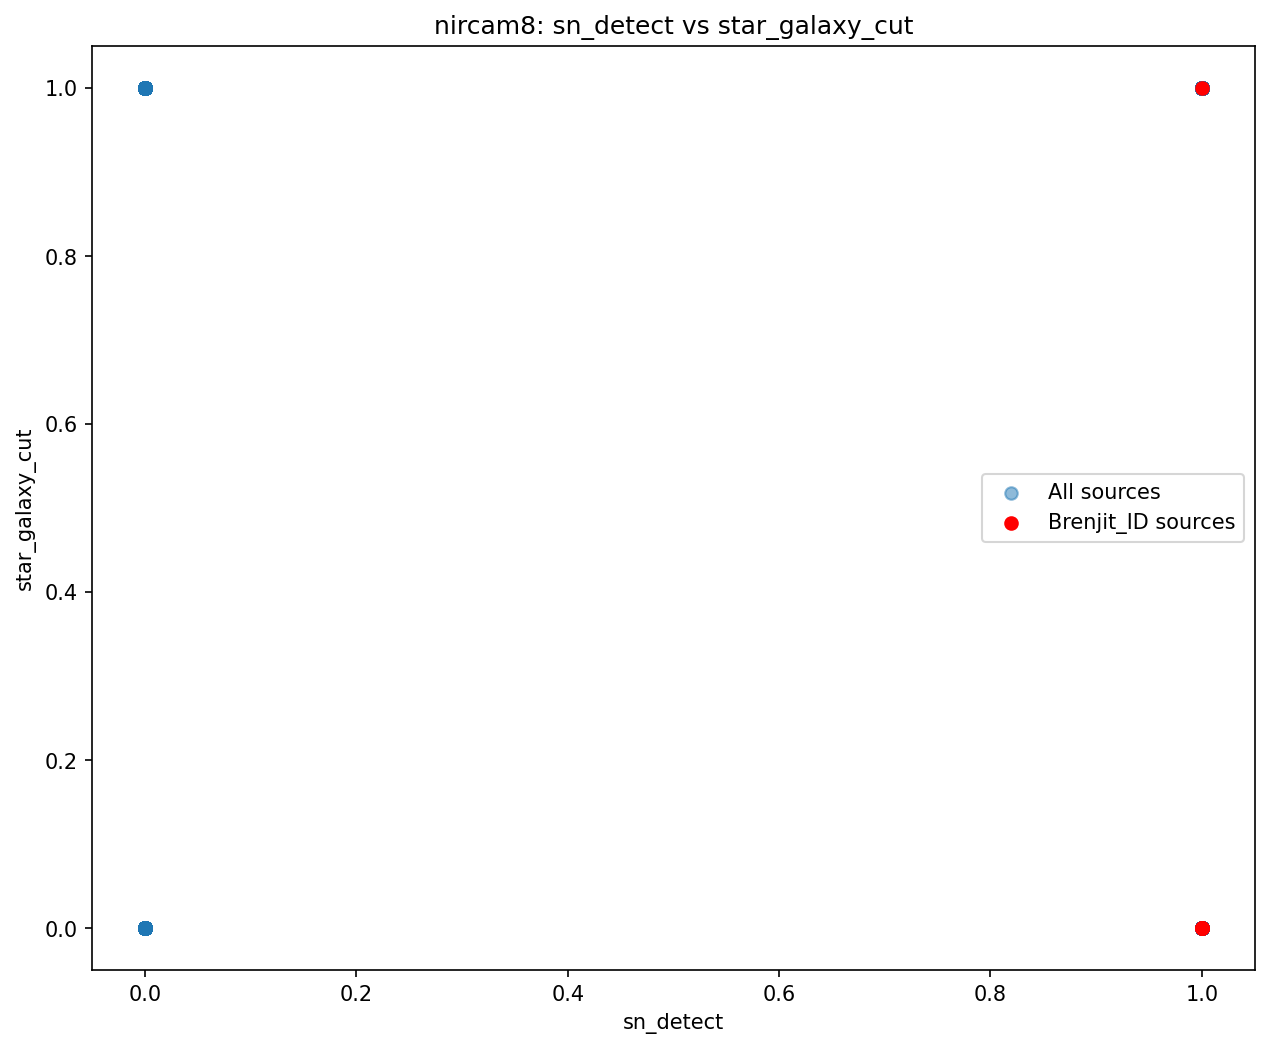 nircam8: sn_detect vs star_galaxy_cut
1.0
0.8
0.6
0.4
0.2
0.0
star_galaxy_cut
All sources
Brenjit_ID sources
0.0
0.2
0.4
0.6
0.8
1.0
sn_detect